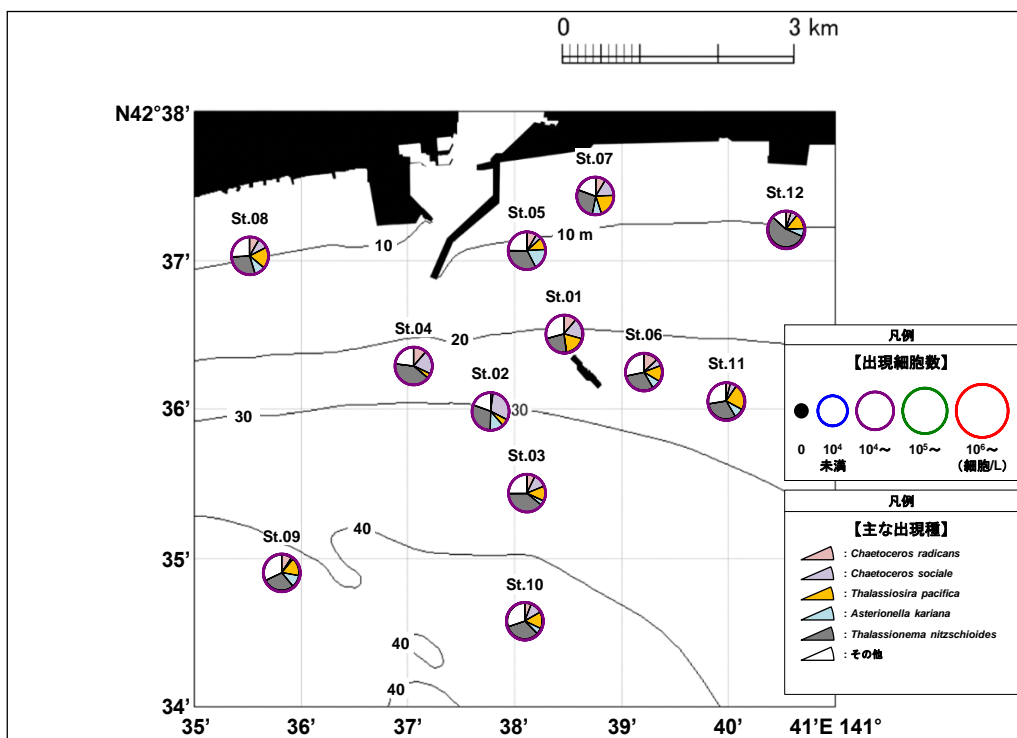 0 3 km
N42°38’
St.07
St.12
St.08
St.05
10
10 m
37’
St.01
St.04
20
St.06
St.11
St.02
36’
30
30
St.03
St.09
40
35’
St.10
40
40
34’
35’ 36’ 37’ 38’ 39’ 40’ 41’E 141°
凡例
【出現細胞数】
0 10⁴ 10⁴～ 10⁵～ 10⁶～
未満 (細胞/L)
凡例
【主な出現種】
: Chaetoceros radicans
: Chaetoceros sociale
: Thalassiosira pacifica
: Asterionella kariana
: Thalassionema nitzschioides
: その他